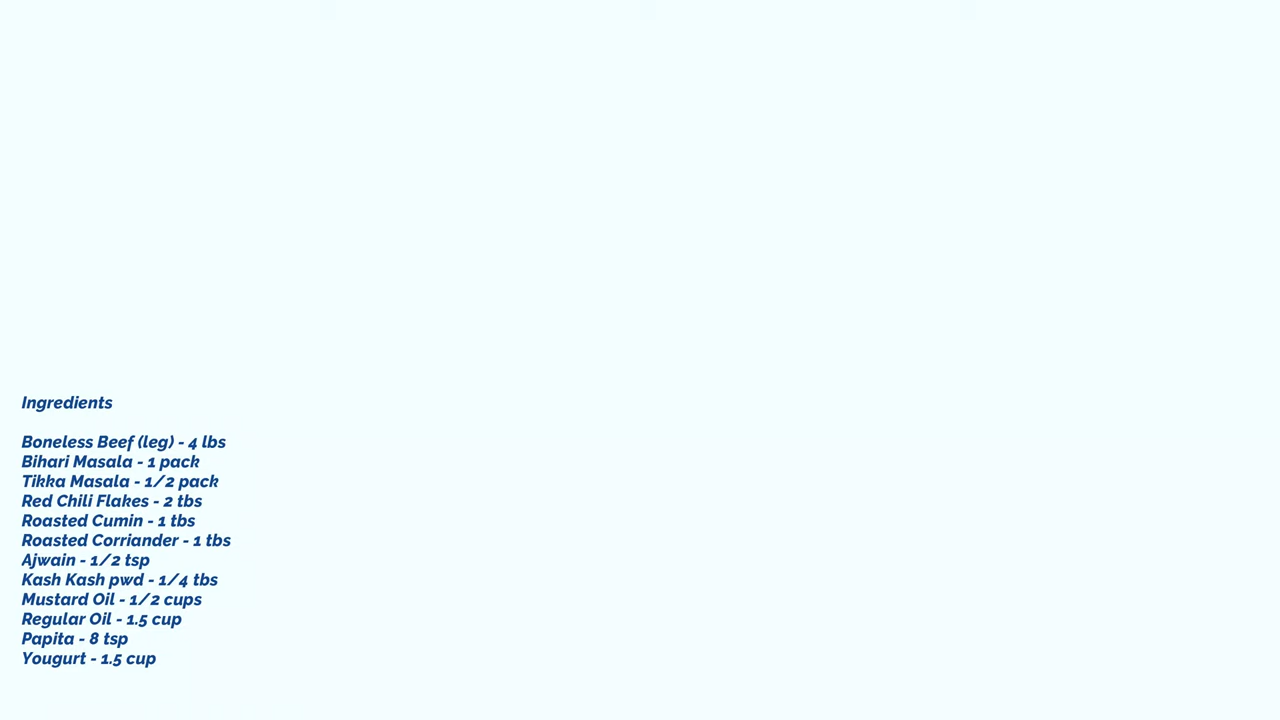 Ingredients
Boneless Beef (leg) - 4 lbs
Bihari Masala - 1 pack
Tikka Masala - 1/2 pack
Red Chili Flakes - 2 tbs
Roasted Cumin - 1 tbs
Roasted Corriander - 1 tbs
Ajwain - 1/2 tsp
Kash Kash pwd - 1/4 tbs
Mustard Oil - 1/2 cups
Regular Oil - 1.5 cup
Papita - 8 tsp
Yougurt - 1.5 cup